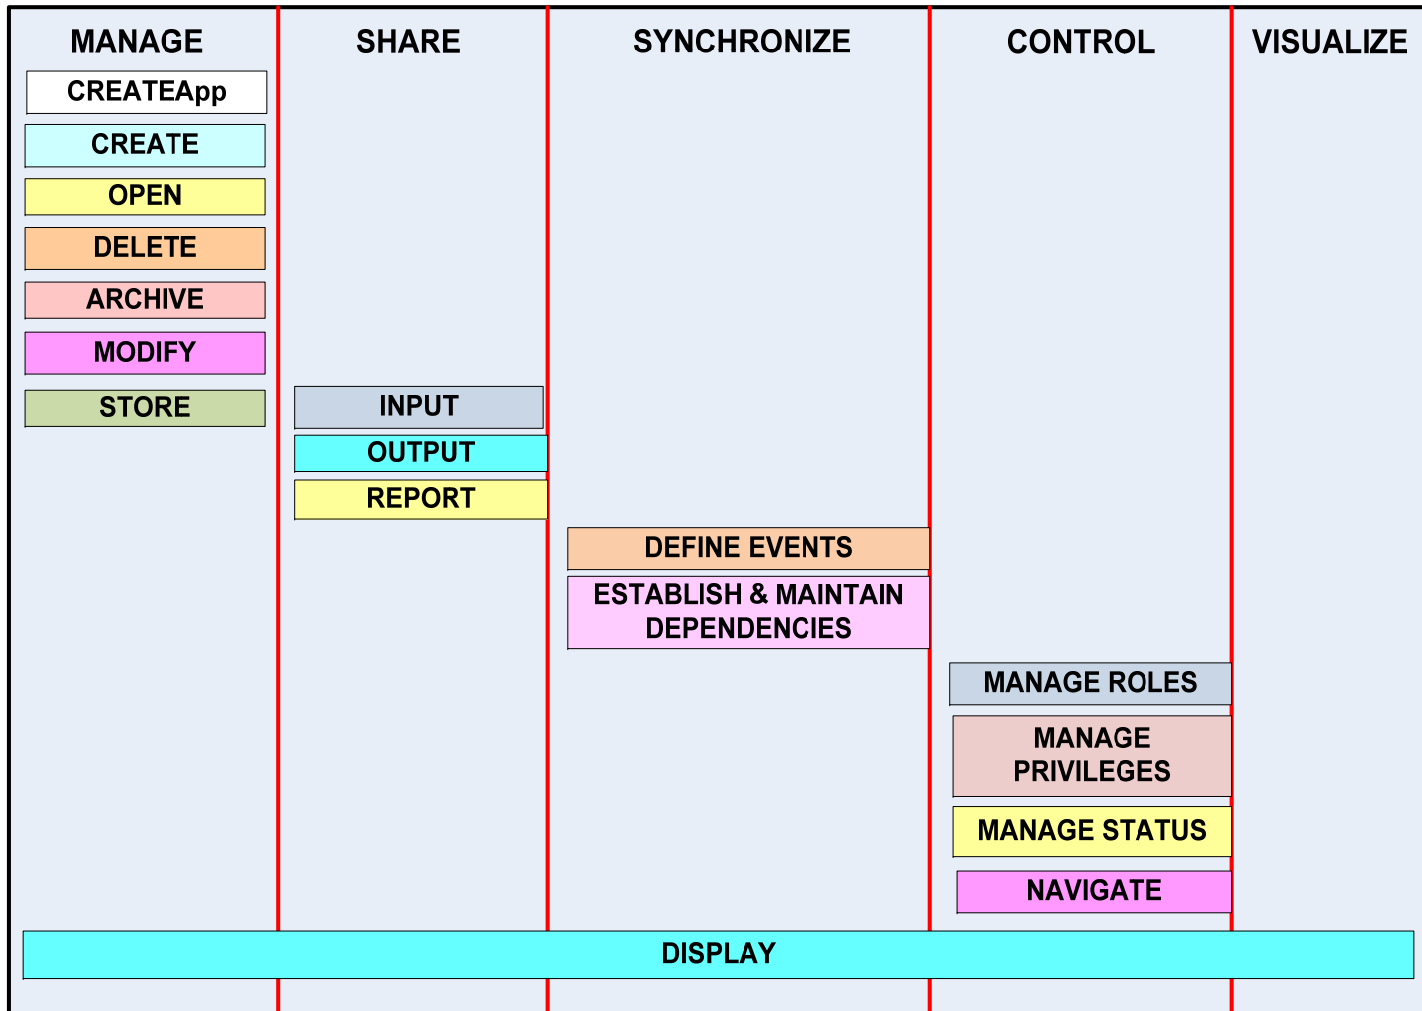 MANAGE SHARE SYNCHRONIZE CONTROL VISUALIZE
CREATEApp
CREATE
OPEN
DELETE
ARCHIVE
MODIFY
STORE
INPUT
OUTPUT
REPORT
DEFINE EVENTS
ESTABLISH & MAINTAIN
DEPENDENCIES
MANAGE ROLES
MANAGE
PRIVILEGES
MANAGE STATUS
NAVIGATE
DISPLAY